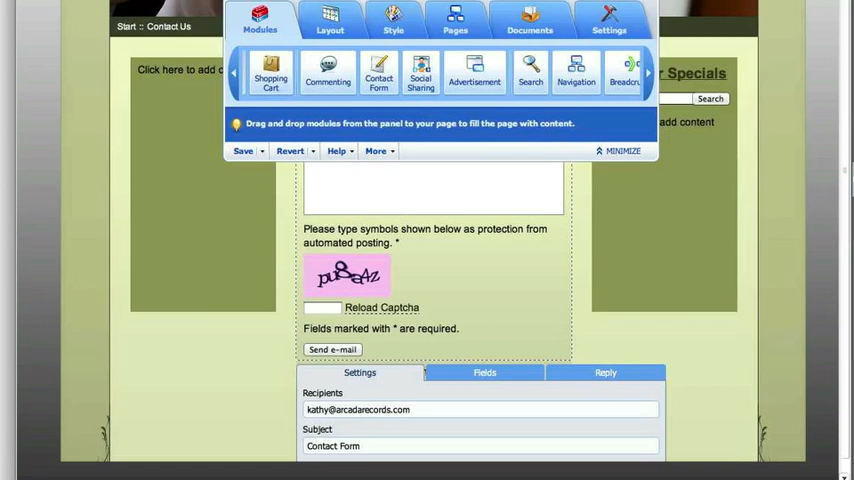 Modules
Layout
Style
Pages
Documents
Settings
Start :: Contact Us
Click here to add c
r Specials
Shopping Cart
Commenting
Contact Form
Social Sharing
Advertisement
Search
Navigation
Breadcru
Search
add content
Drag and drop modules from the panel to your page to fill the page with content.
Save
Revert
Help
More
MINIMIZE
Please type symbols shown below as protection from
automated posting. *
Reload Captcha
Fields marked with * are required.
Send e-mail
Settings
Fields
Reply
Recipients
kathy@arcadarecords.com
Subject
Contact Form